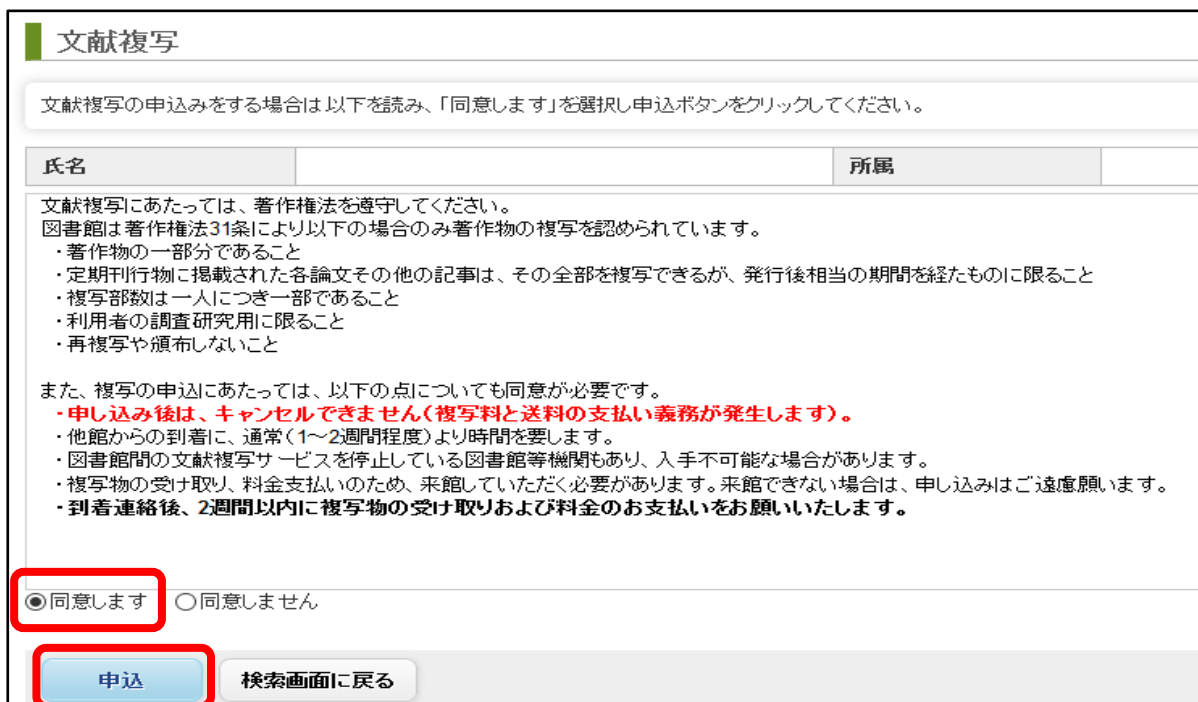 文献複写
文献複写の申込みをする場合は以下を読み、「同意します」を選択し申込ボタンをクリックしてください。
氏名 所属
文献複写にあたっては、著作権法を遵守してください。
図書館は著作権法31条により以下の場合のみ著作物の複写を認められています。
・著作物の一部分であること
・定期刊行物に掲載された各論文その他の記事は、その全部を複写できるが、発行後相当の期間を経たものに限ること
・複写部数は一人につき一部であること
・利用者の調査研究用に限ること
・再複写や頒布しないこと
また、複写の申込にあたっては、以下の点についても同意が必要です。
・申し込み後は、キャンセルできません(複写料と送料の支払い義務が発生します)。
・他館からの到着に、通常(1～2週間程度)より時間を要します。
・図書館間の文献複写サービスを停止している図書館等機関もあり、入手不可能な場合があります。
・複写物の受け取り、料金支払いのため、来館していただく必要があります。来館できない場合は、申し込みはご遠慮願います。
・到着連絡後、2週間以内に複写物の受け取りおよび料金のお支払いをお願いいたします。
同意します 同意しません
申込 検索画面に戻る